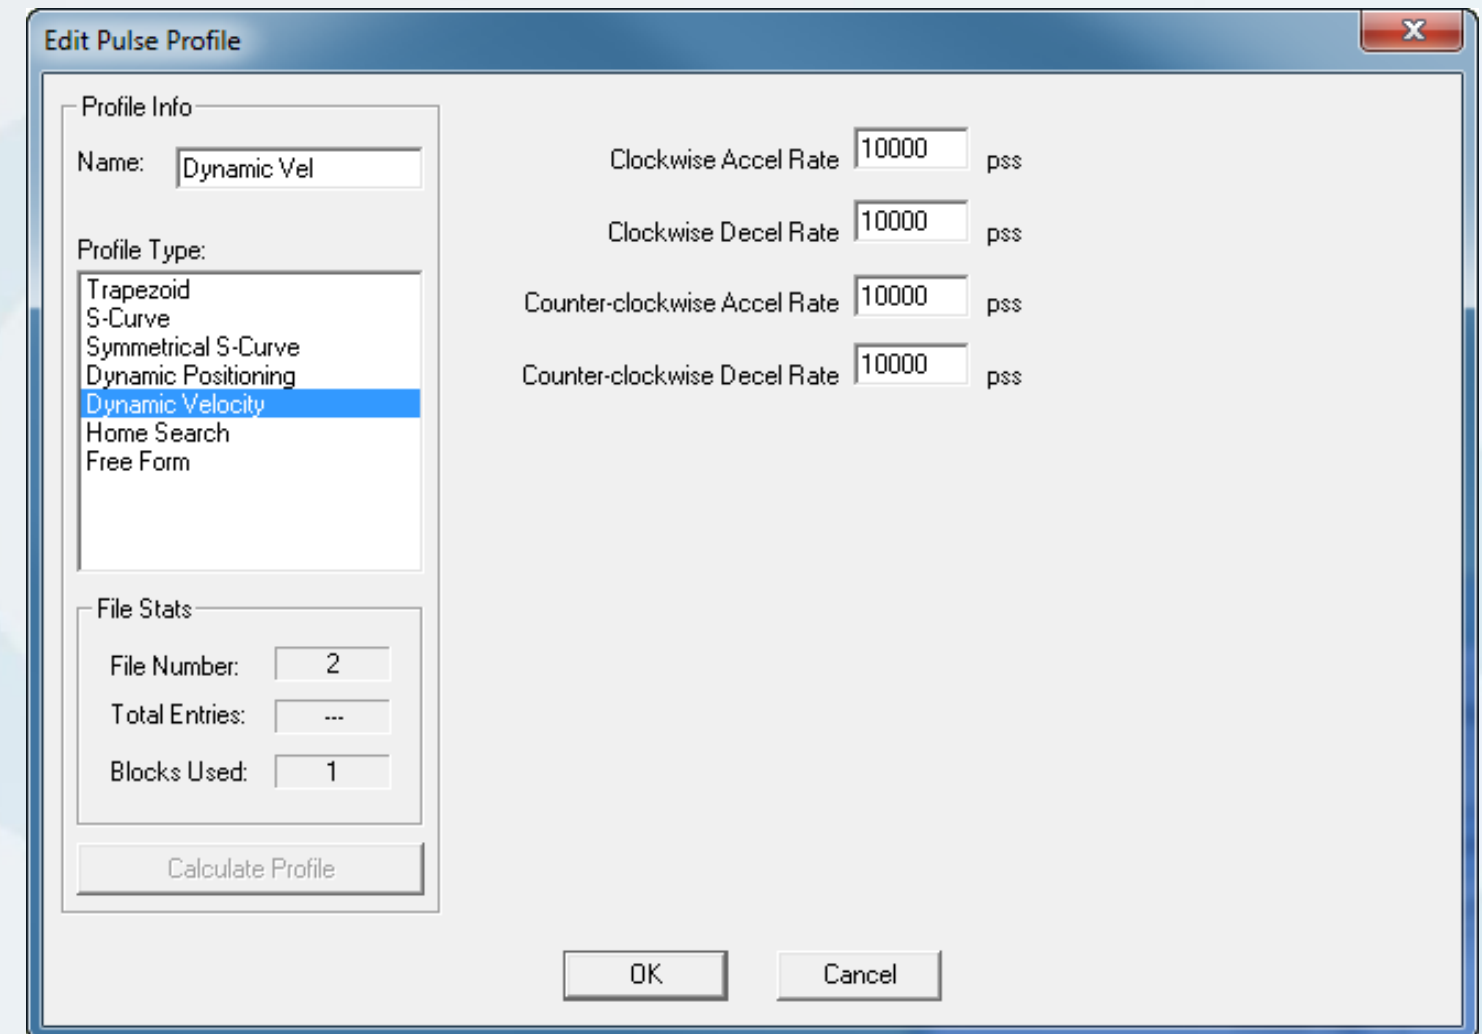 Edit Pulse Profile
Profile Info
Name: Dynamic Vel
Profile Type:
Trapezoid
S-Curve
Symmetrical S-Curve
Dynamic Positioning
Dynamic Velocity
Home Search
Free Form
File Stats
File Number: 2
Total Entries: ---
Blocks Used: 1
Calculate Profile
Clockwise Accel Rate 10000 pss
Clockwise Decel Rate 10000 pss
Counter-clockwise Accel Rate 10000 pss
Counter-clockwise Decel Rate 10000 pss
OK Cancel